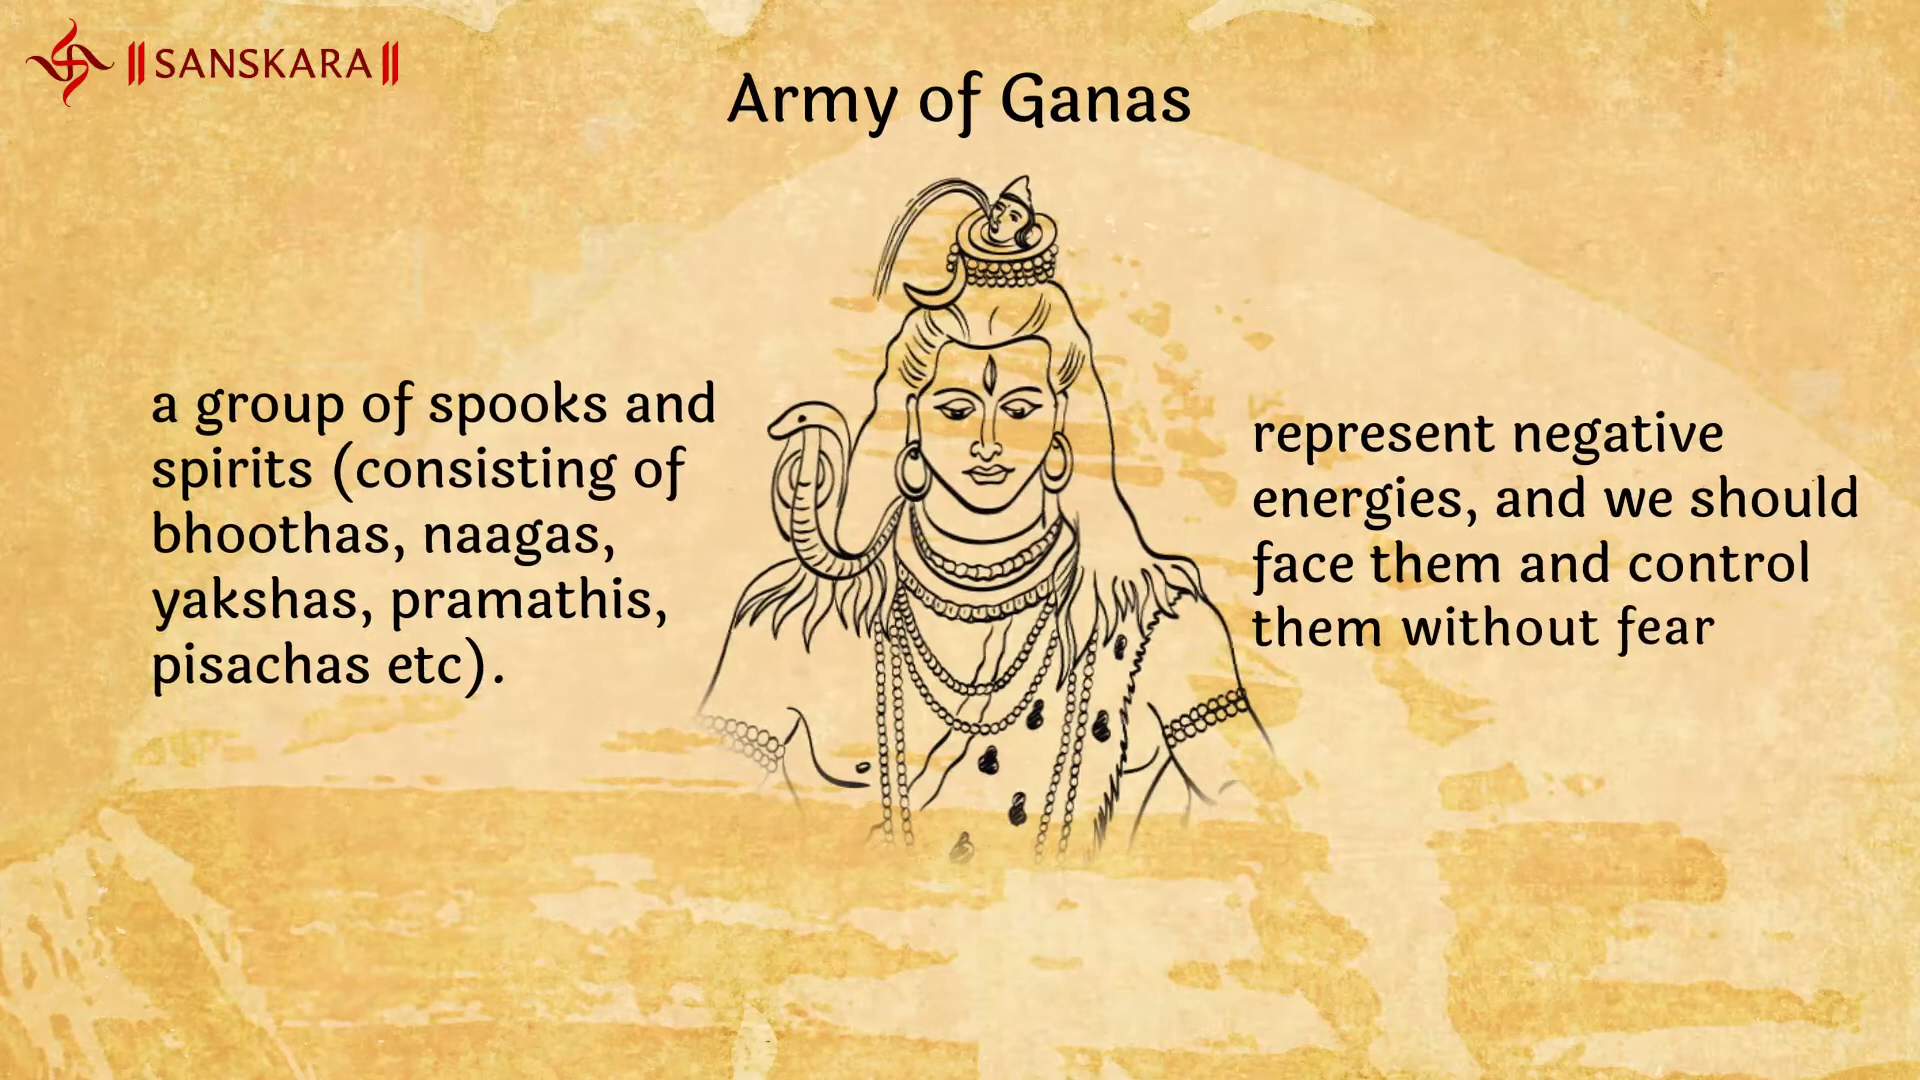 ॥SANSKARA॥
Army of Ganas
a group of spooks and
spirits (consisting of
bhoothas, naagas,
yakshas, pramathis,
pisachas etc).
represent negative
energies, and we should
face them and control
them without fear